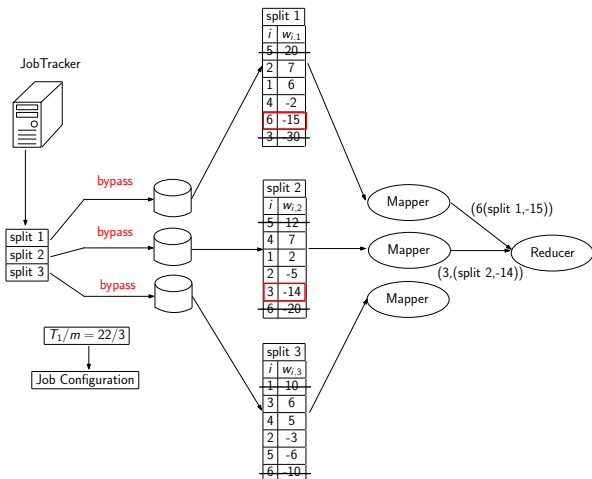 JobTracker
split 1
i w_{i,1}
5 20
2 7
1 6
4 -2
6 -15
3 -30
bypass
bypass
bypass
split 1
split 2
split 3
split 2
i w_{i,2}
5 12
4 7
1 2
2 -5
3 -14
6 -20
Mapper
Mapper
Mapper
(6(split 1,-15))
(3,(split 2,-14))
Reducer
T_1/m = 22/3
Job Configuration
split 3
i w_{i,3}
1 10
3 6
4 5
2 -3
5 -6
6 -10